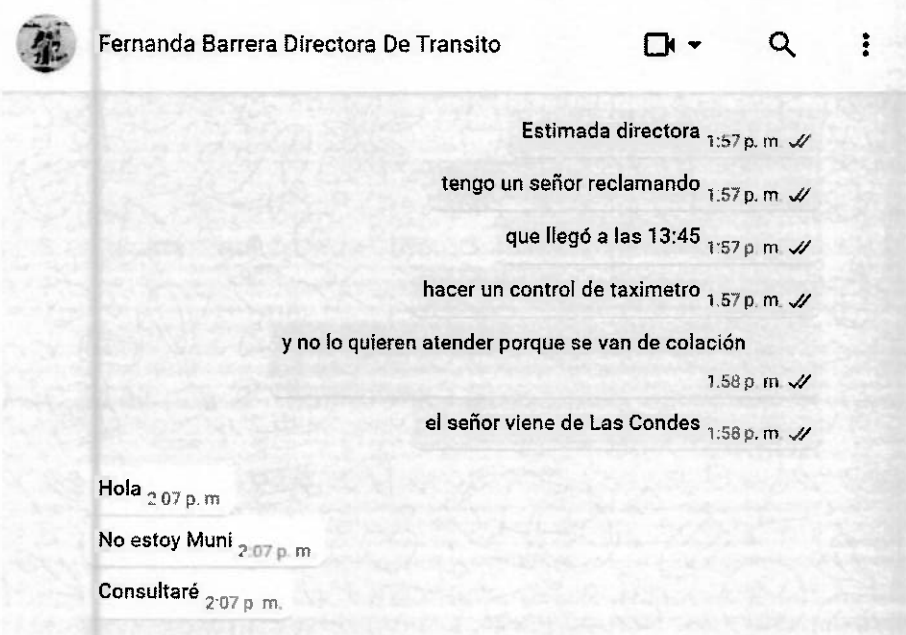 Fernanda Barrera Directora De Transito
Estimada directora 1:57 p. m.
tengo un señor reclamando 1:57 p. m.
que llegó a las 13:45 1:57 p. m.
hacer un control de taximetro 1:57 p. m.
y no lo quieren atender porque se van de colación
1:58 p. m.
el señor viene de Las Condes 1:58 p. m.
Hola 2:07 p. m
No estoy Muni 2:07 p. m
Consultaré 2:07 p m.